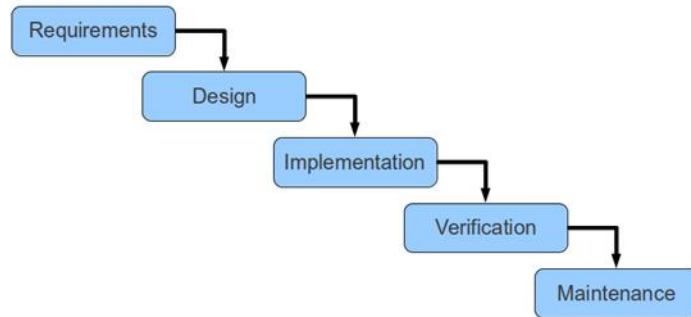 Requirements
Design
Implementation
Verification
Maintenance